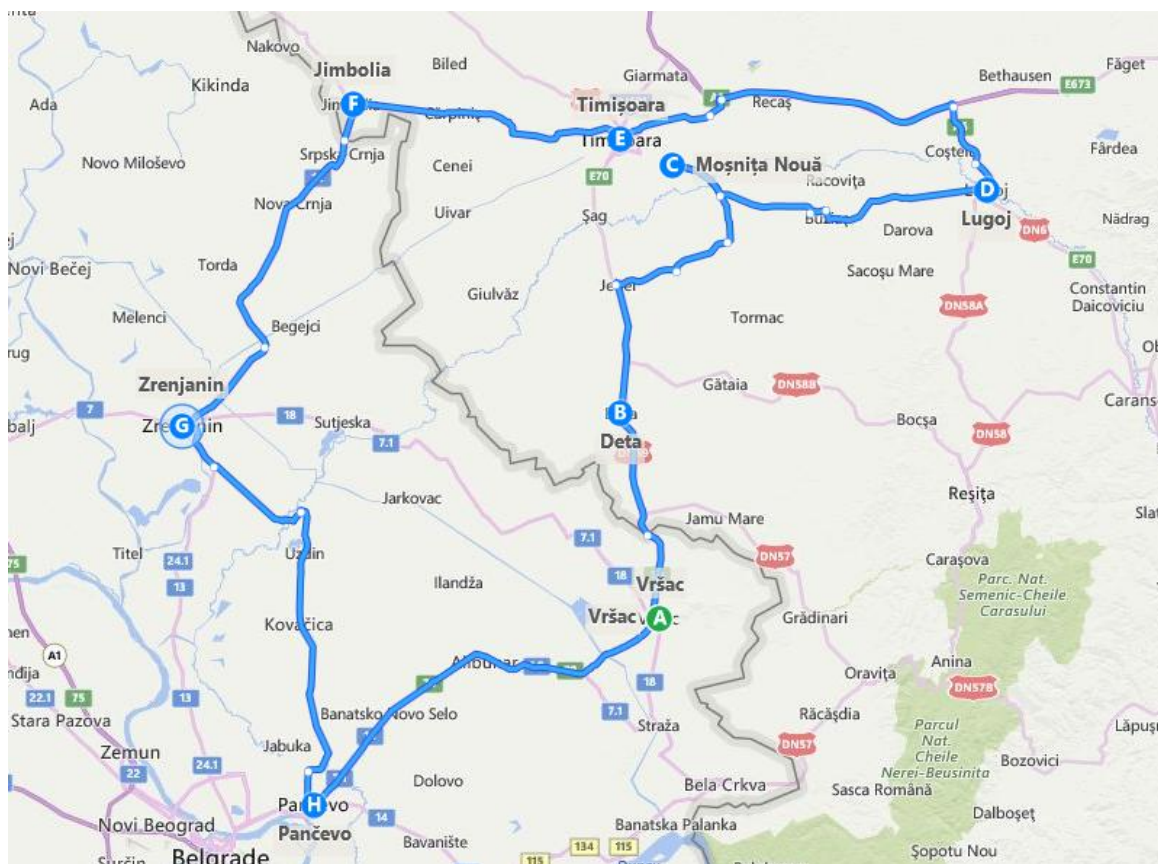 Nakovo
Jimbolia
Biled
Giarmata
Bethausen
Făget
E673
Kikinda
Ada
F
Timișoara
Recaș
Cărpiniș
E
C
Moșnița Nouă
Coștei
Fârdea
Novo Miloševo
Srpska Crnja
Cenei
E70
Racovița
D
Lugoj
Nova Crnja
Uivar
Șag
Darova
DN6
Nădrag
Novi Bečej
Torda
Giulvăz
Sacoșu Mare
E70
Constantin
Daicoviciu
Melenci
Begejci
Tormac
DN58A
Zrenjanin
Gătaia
DN58B
7
G
18
Sutjeska
7.1
B
Deta
Bocșa
DN58
Jarkovac
Reșița
Titel
24.1
13
Uzdin
Jamu Mare
7.1
DN57
Carașova
Ilandža
18
Vršac
Vršac
A
Parc. Nat.
Semenic-Cheile
Carasului
Kovačica
Grădinari
A1
75
22.1
75
Stara Pazova
13
Alibunar
18
Oravița
Anina
DN57B
Banatsko Novo Selo
7.1
Straža
Răcășdia
Zemun
22
24.1
Jabuka
DN57
Parcul
Nat.
Cheile
Nerei-Beusinita
Bozovici
H
Pančevo
14
Dolovo
Bela Crkva
Sasca Română
Dalboșeț
Novi Beograd
Bavanište
Banatska Palanka
Belgrade
115
134
115
Șopotu Nou